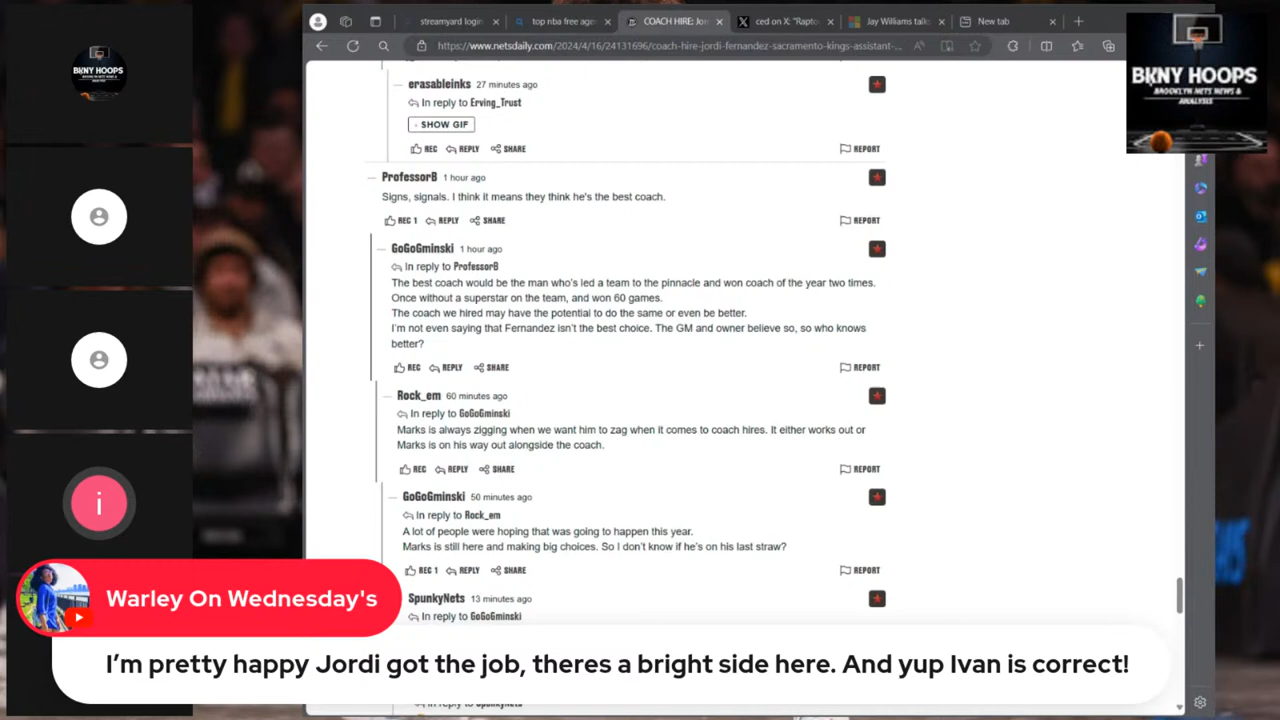 streamyard login
top nba free age
COACH HIRE: Jor
ced on X: "Rapto
Jay Williams talk
New tab
https://www.netsdaily.com/2024/4/16/24131696/coach-hire-jordi-fernandez-sacramento-kings-assistant-...
BKNY HOOPS
BROOKLYN NETS NEWS &
ANALYSIS
BKNY HOOPS
erasableinks 27 minutes ago
In reply to Erving_Trust
SHOW GIF
REC REPLY SHARE REPORT
ProfessorB 1 hour ago
Signs, signals. I think it means they think he's the best coach.
REC 1 REPLY SHARE REPORT
GoGoGminski 1 hour ago
In reply to ProfessorB
The best coach would be the man who's led a team to the pinnacle and won coach of the year two times.
Once without a superstar on the team, and won 60 games.
The coach we hired may have the potential to do the same or even be better.
I'm not even saying that Fernandez isn't the best choice. The GM and owner believe so, so who knows
better?
REC REPLY SHARE REPORT
Rock_em 60 minutes ago
In reply to GoGoGminski
Marks is always zigging when we want him to zag when it comes to coach hires. It either works out or
Marks is on his way out alongside the coach.
REC REPLY SHARE REPORT
GoGoGminski 50 minutes ago
In reply to Rock_em
A lot of people were hoping that was going to happen this year.
Marks is still here and making big choices. So I don't know if he's on his last straw?
REC 1 REPLY SHARE REPORT
i
SpunkyNets 13 minutes ago
In reply to GoGoGminski
Warley On Wednesday's
I'm pretty happy Jordi got the job, theres a bright side here. And yup Ivan is correct!
In reply to SpunkyNets